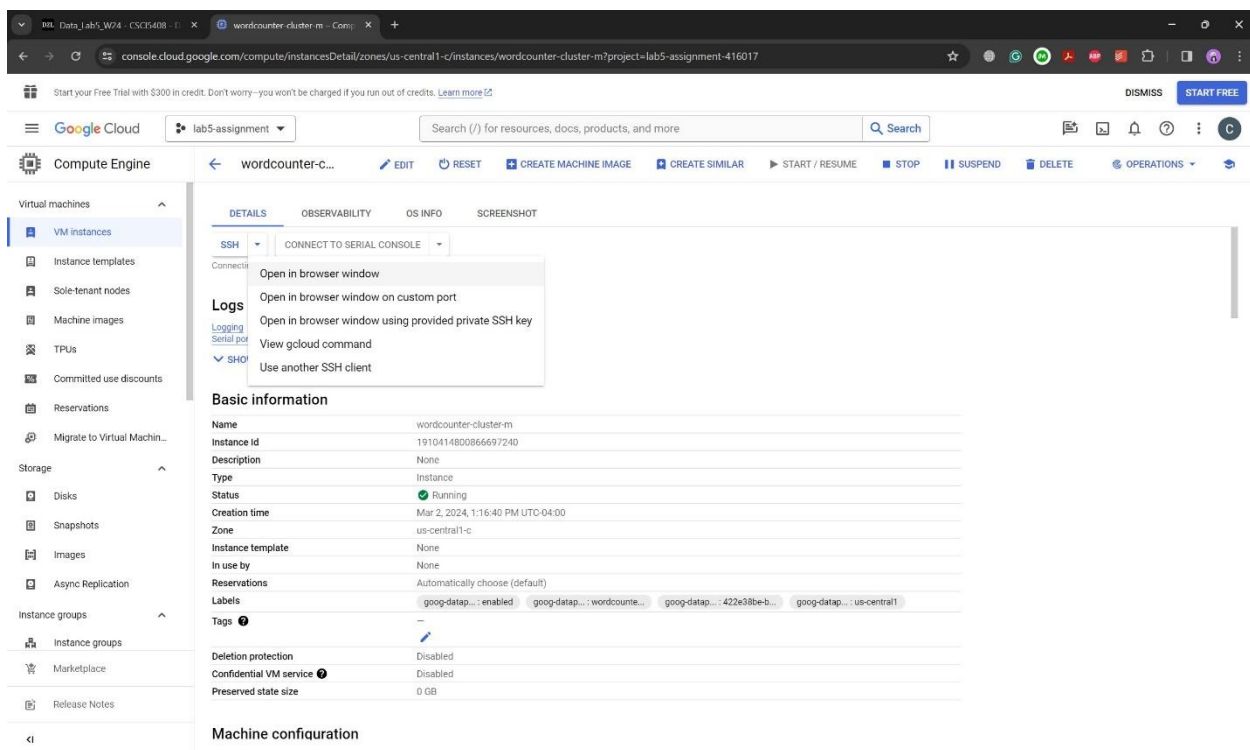 Data_Lab5_W24 - CSCI5408 - D
wordcounter-cluster-m – Comp
console.cloud.google.com/compute/instancesDetail/zones/us-central1-c/instances/wordcounter-cluster-m?project=lab5-assignment-416017
Start your Free Trial with $300 in credit. Don't worry—you won't be charged if you run out of credits. Learn more
DISMISS
START FREE
Google Cloud
lab5-assignment
Search (/) for resources, docs, products, and more
Search
C
Compute Engine
wordcounter-c...
EDIT
RESET
CREATE MACHINE IMAGE
CREATE SIMILAR
START / RESUME
STOP
SUSPEND
DELETE
OPERATIONS
Virtual machines
VM instances
Instance templates
Sole-tenant nodes
Machine images
TPUs
Committed use discounts
Reservations
Migrate to Virtual Machin...
Storage
Disks
Snapshots
Images
Async Replication
Instance groups
Instance groups
Marketplace
Release Notes
DETAILS
OBSERVABILITY
OS INFO
SCREENSHOT
SSH
CONNECT TO SERIAL CONSOLE
Connectin
Open in browser window
Open in browser window on custom port
Open in browser window using provided private SSH key
View gcloud command
Use another SSH client
Logs
Logging
Serial por
SHO
Basic information
Name wordcounter-cluster-m
Instance Id 1910414800866697240
Description None
Type Instance
Status Running
Creation time Mar 2, 2024, 1:16:40 PM UTC-04:00
Zone us-central1-c
Instance template None
In use by None
Reservations Automatically choose (default)
Labels goog-datap... : enabled goog-datap... : wordcounte... goog-datap... : 422e38be-b... goog-datap... : us-central1
Tags —
Deletion protection Disabled
Confidential VM service Disabled
Preserved state size 0 GB
Machine configuration